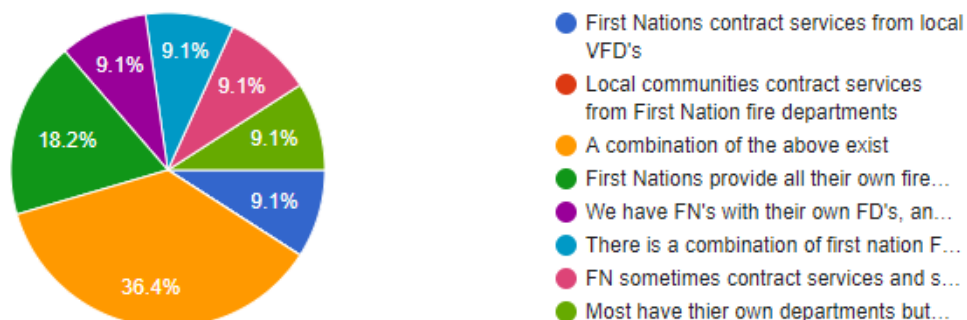 9.1%
9.1%
9.1%
18.2%
9.1%
9.1%
36.4%
First Nations contract services from local
VFD's
Local communities contract services
from First Nation fire departments
A combination of the above exist
First Nations provide all their own fire...
We have FN's with their own FD's, an...
There is a combination of first nation F...
FN sometimes contract services and s...
Most have thier own departments but...